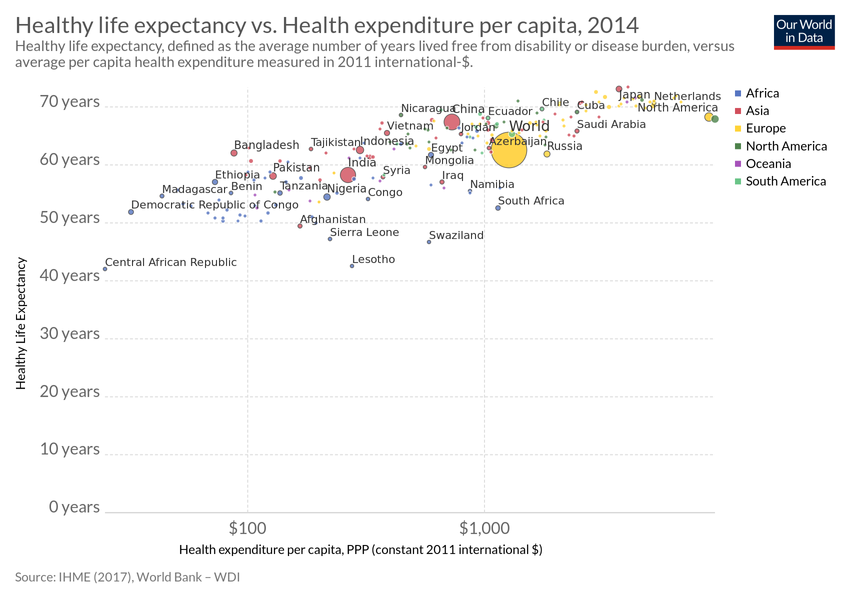 Healthy life expectancy vs. Health expenditure per capita, 2014
Healthy life expectancy, defined as the average number of years lived free from disability or disease burden, versus
average per capita health expenditure measured in 2011 international-$.
Our World
in Data
Africa
Asia
Europe
North America
Oceania
South America
Healthy Life Expectancy
70 years
60 years
50 years
40 years
30 years
20 years
10 years
0 years
Japan
Netherlands
North America
Nicaragua
China
Ecuador
Chile
Cuba
Vietnam
Jordan
World
Saudi Arabia
Bangladesh
Tajikistan
Indonesia
Egypt
Azerbaijan
Russia
Ethiopia
Pakistan
India
Mongolia
Syria
Iraq
Madagascar
Benin
Tanzania
Nigeria
Congo
Namibia
Democratic Republic of Congo
South Africa
Afghanistan
Sierra Leone
Swaziland
Central African Republic
Lesotho
$100
$1,000
Health expenditure per capita, PPP (constant 2011 international $)
Source: IHME (2017), World Bank – WDI